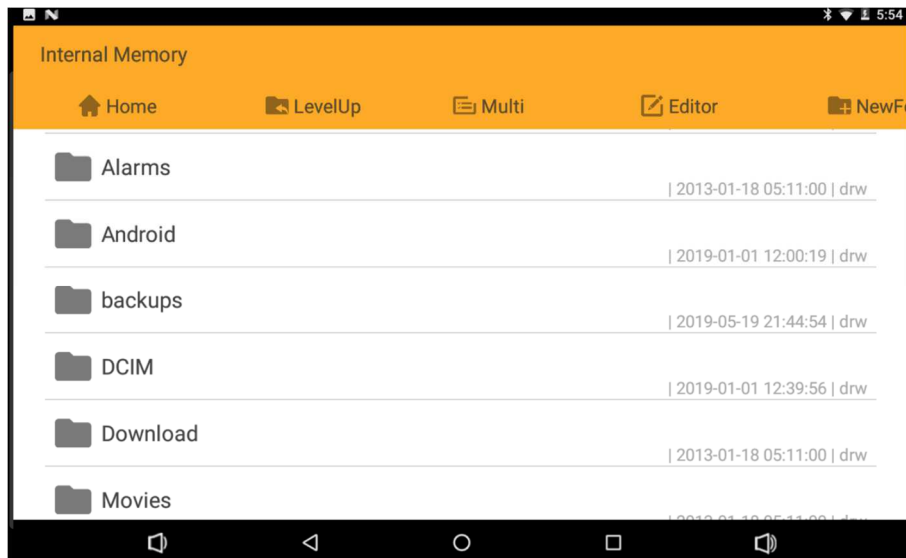 5:54
Internal Memory
Home LevelUp Multi Editor NewF
Alarms
| 2013-01-18 05:11:00 | drw
Android
| 2019-01-01 12:00:19 | drw
backups
| 2019-05-19 21:44:54 | drw
DCIM
| 2019-01-01 12:39:56 | drw
Download
| 2013-01-18 05:11:00 | drw
Movies